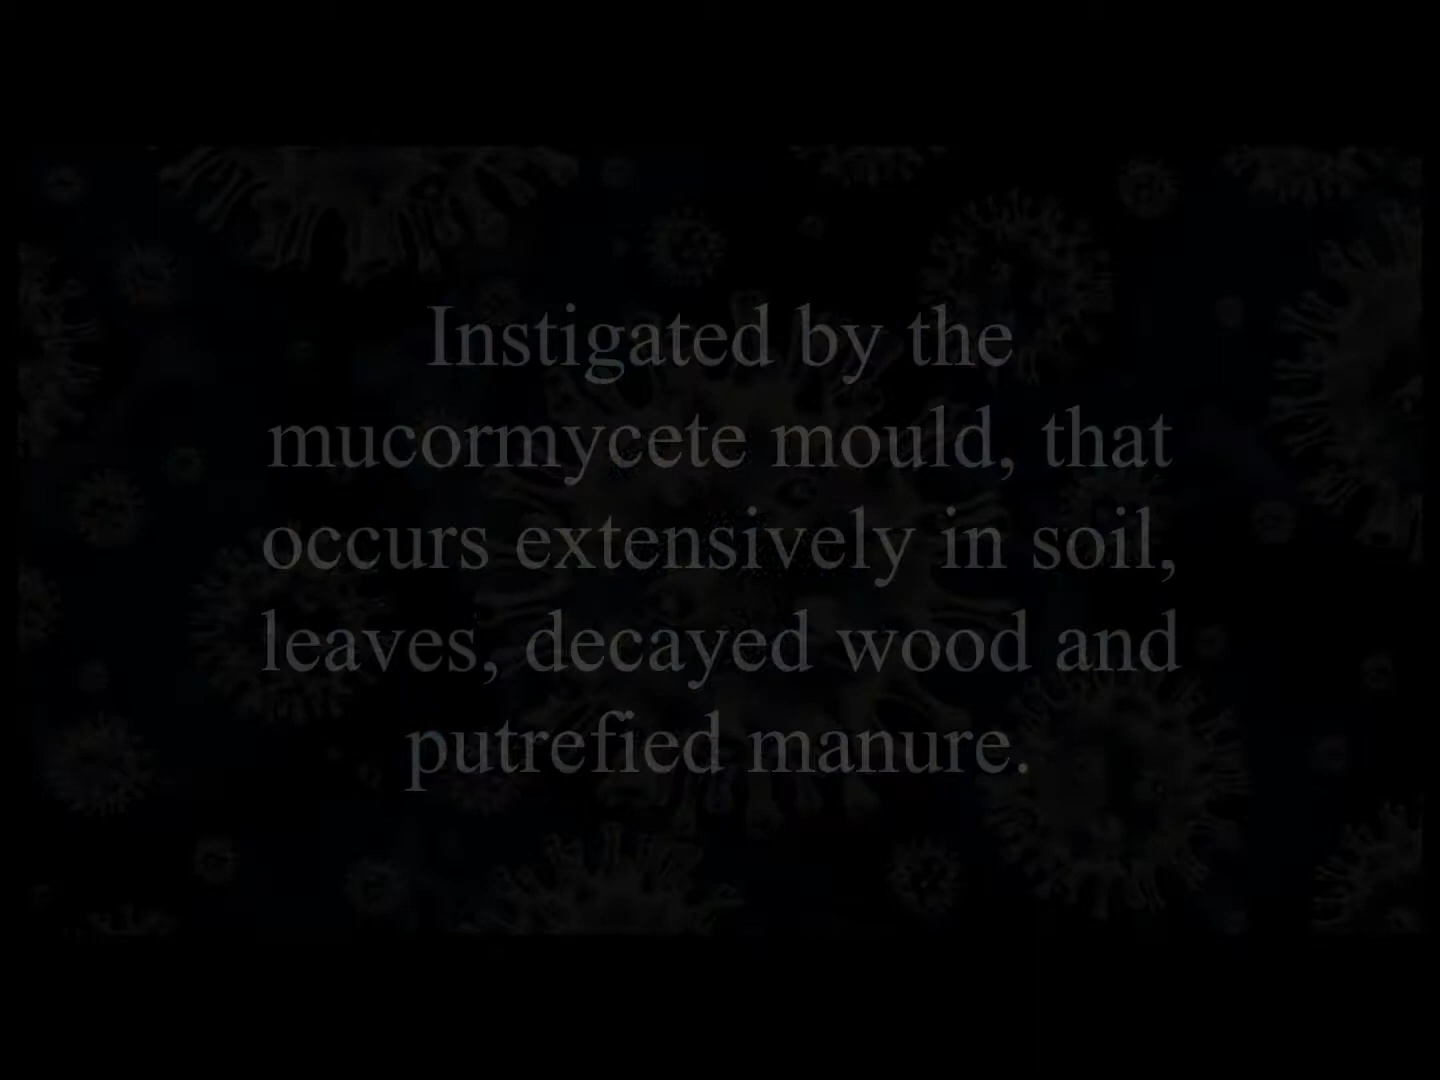 Instigated by the
mucormycete mould, that
occurs extensively in soil,
leaves, decayed wood and
putrefied manure.